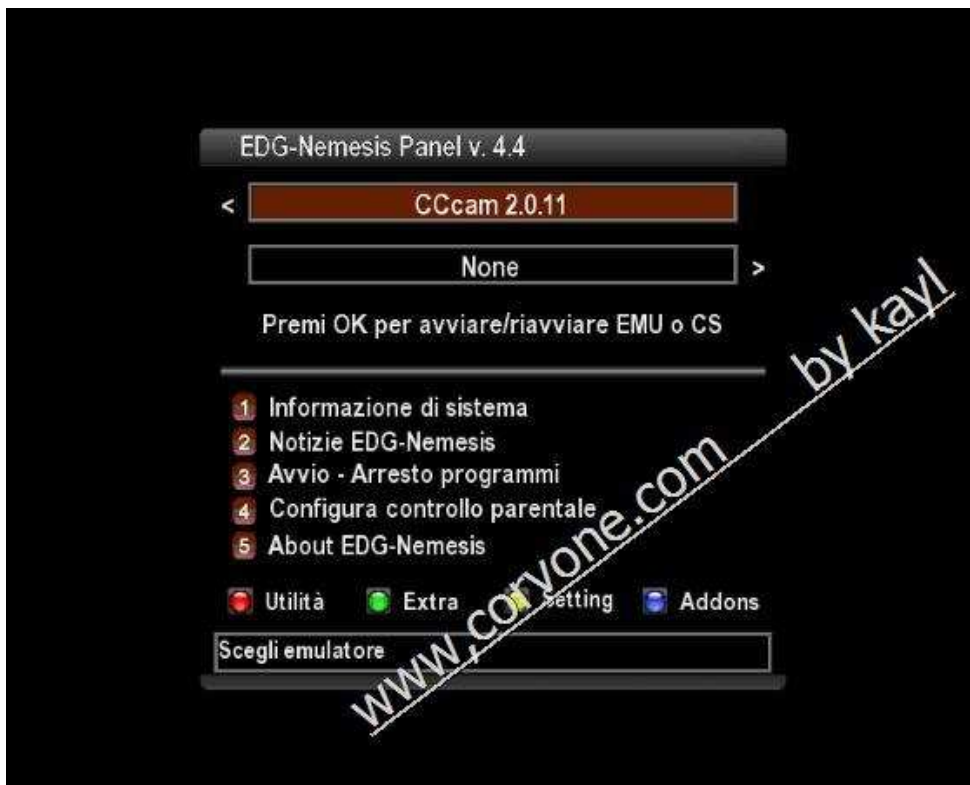 EDG-Nemesis Panel v. 4.4
< CCcam 2.0.11
None >
Premi OK per avviare/riavviare EMU o CS
1 Informazione di sistema
2 Notizie EDG-Nemesis
3 Avvio - Arresto programmi
4 Configura controllo parentale
5 About EDG-Nemesis
Utilità Extra Setting Addons
Scegli emulatore
www,corvone.com by kayl